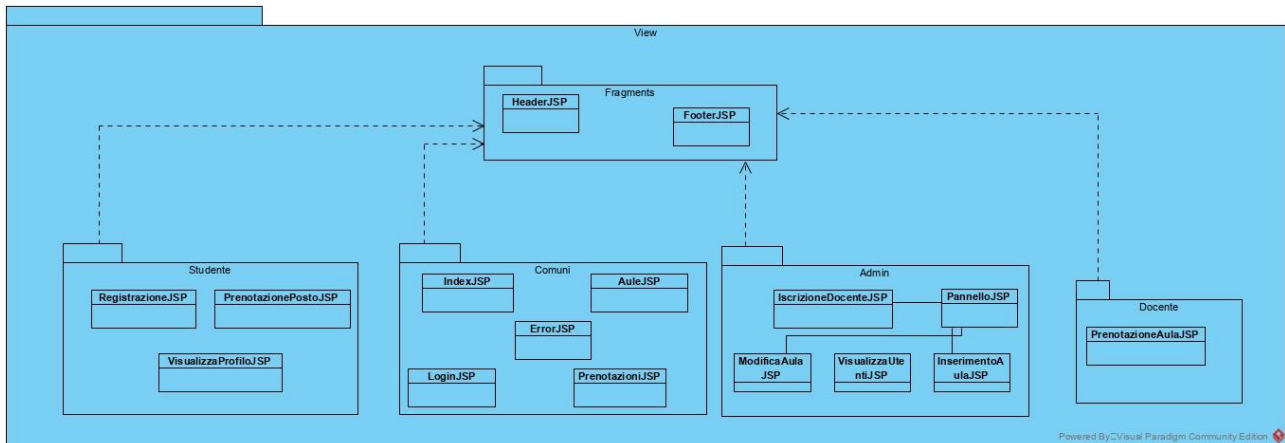 View
Fragments
HeaderJSP
FooterJSP
Studente
RegistrazioneJSP
PrenotazionePostoJSP
VisualizzaProfiloJSP
Comuni
IndexJSP
AuleJSP
ErrorJSP
LoginJSP
PrenotazioniJSP
Admin
IscrizioneDocenteJSP
PannelloJSP
ModificaAula
JSP
VisualizzaUte
ntiJSP
InserimentoA
ulaJSP
Docente
PrenotazioneAulaJSP
Powered By Visual Paradigm Community Edition